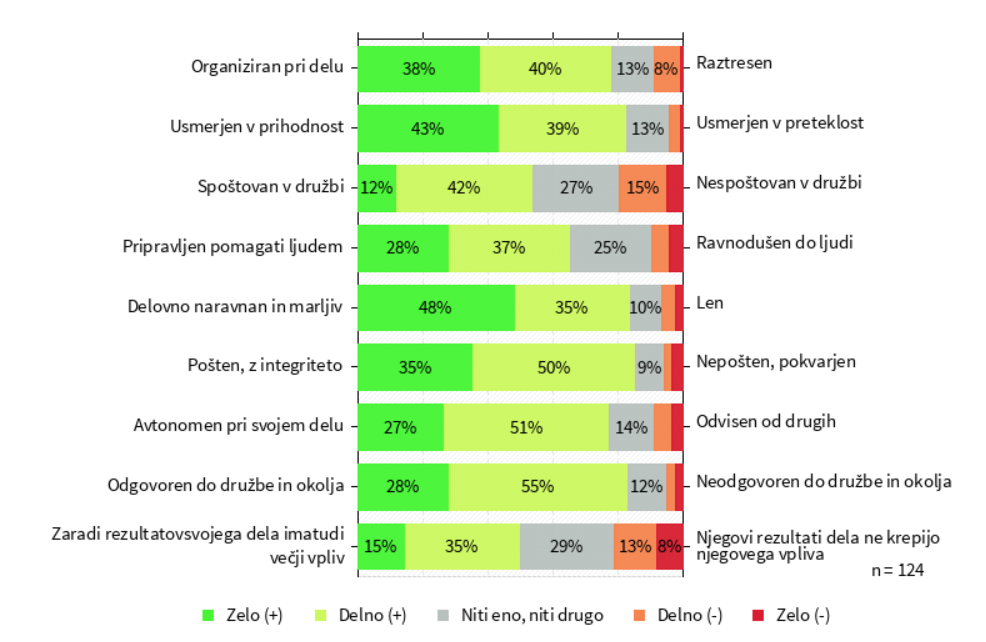 Organiziran pri delu 38% 40% 13% 8% Raztresen
Usmerjen v prihodnost 43% 39% 13% Usmerjen v preteklost
Spoštovan v družbi 12% 42% 27% 15% Nespoštovan v družbi
Pripravljen pomagati ljudem 28% 37% 25% Ravnodušen do ljudi
Delovno naravnan in marljiv 48% 35% 10% Len
Pošten, z integriteto 35% 50% 9% Nepošten, pokvarjen
Avtonomen pri svojem delu 27% 51% 14% Odvisen od drugih
Odgovoren do družbe in okolja 28% 55% 12% Neodgovoren do družbe in okolja
Zaradi rezultatovsvojega dela imatudi
večji vpliv
15% 35% 29% 13% 8%
Njegovi rezultati dela ne krepijo
njegovega vpliva
n = 124
Zelo (+) Delno (+) Niti eno, niti drugo Delno (-) Zelo (-)